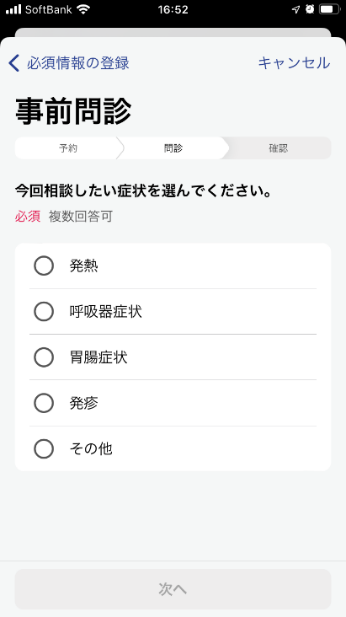 SoftBank 16:52
必須情報の登録 キャンセル
事前問診
予約 問診 確認
今回相談したい症状を選んでください。
必須 複数回答可
発熱
呼吸器症状
胃腸症状
発疹
その他
次へ